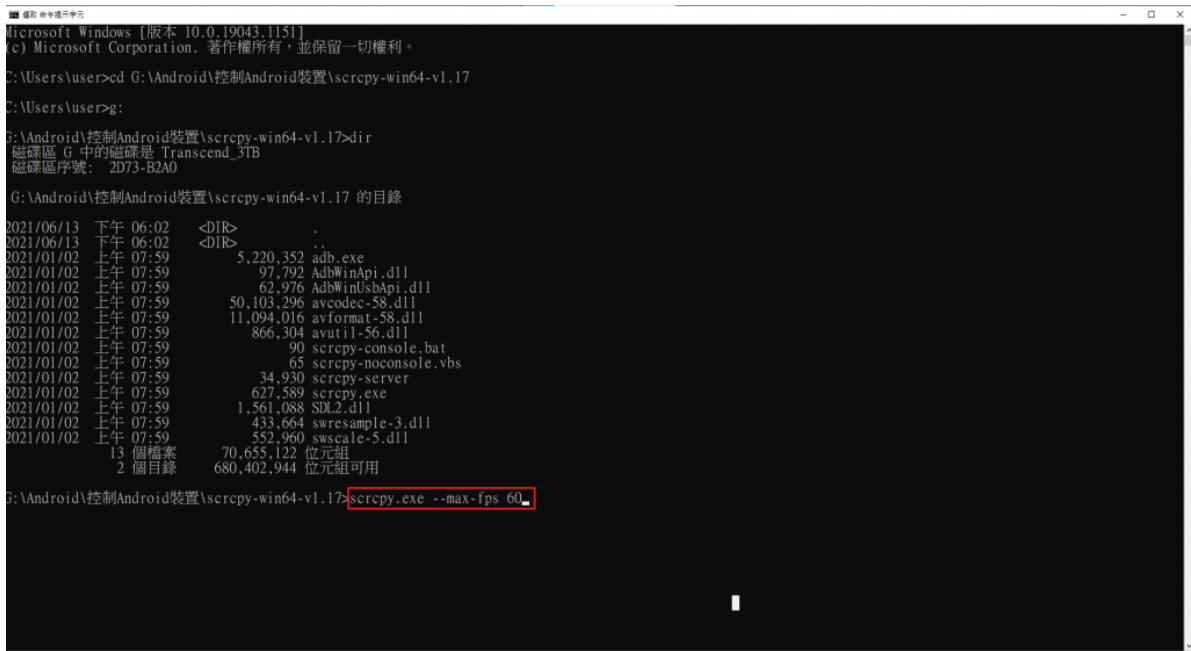 選取 命令提示字元
Microsoft Windows [版本 10.0.19043.1151]
(c) Microsoft Corporation. 著作權所有，並保留一切權利。
C:\Users\user>cd G:\Android\控制Android裝置\scrcpy-win64-v1.17
C:\Users\user>g:
G:\Android\控制Android裝置\scrcpy-win64-v1.17>dir
磁碟區 G 中的磁碟是 Transcend_3TB
磁碟區序號:  2D73-B2A0
G:\Android\控制Android裝置\scrcpy-win64-v1.17 的目錄
2021/06/13  下午 06:02    <DIR>          .
2021/06/13  下午 06:02    <DIR>          ..
2021/01/02  上午 07:59         5,220,352 adb.exe
2021/01/02  上午 07:59            97,792 AdbWinApi.dll
2021/01/02  上午 07:59            62,976 AdbWinUsbApi.dll
2021/01/02  上午 07:59        50,103,296 avcodec-58.dll
2021/01/02  上午 07:59        11,094,016 avformat-58.dll
2021/01/02  上午 07:59           866,304 avutil-56.dll
2021/01/02  上午 07:59                90 scrcpy-console.bat
2021/01/02  上午 07:59                65 scrcpy-noconsole.vbs
2021/01/02  上午 07:59            34,930 scrcpy-server
2021/01/02  上午 07:59           627,589 scrcpy.exe
2021/01/02  上午 07:59         1,561,088 SDL2.dll
2021/01/02  上午 07:59           433,664 swresample-3.dll
2021/01/02  上午 07:59           552,960 swscale-5.dll
13 個檔案      70,655,122 位元組
2 個目錄     680,402,944 位元組可用
G:\Android\控制Android裝置\scrcpy-win64-v1.17>scrcpy.exe --max-fps 60